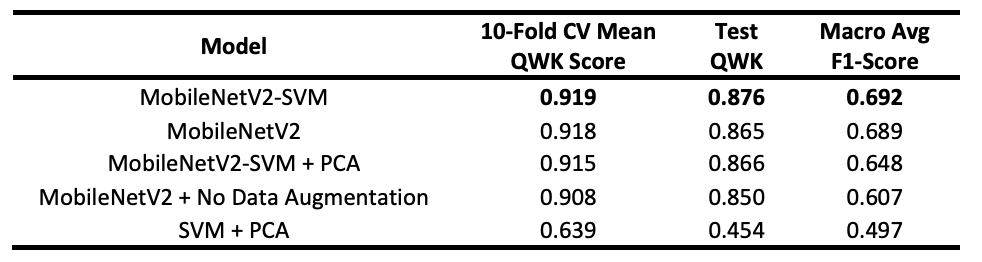 Model 10-Fold CV Mean QWK Score Test QWK Macro Avg F1-Score
MobileNetV2-SVM 0.919 0.876 0.692
MobileNetV2 0.918 0.865 0.689
MobileNetV2-SVM + PCA 0.915 0.866 0.648
MobileNetV2 + No Data Augmentation 0.908 0.850 0.607
SVM + PCA 0.639 0.454 0.497